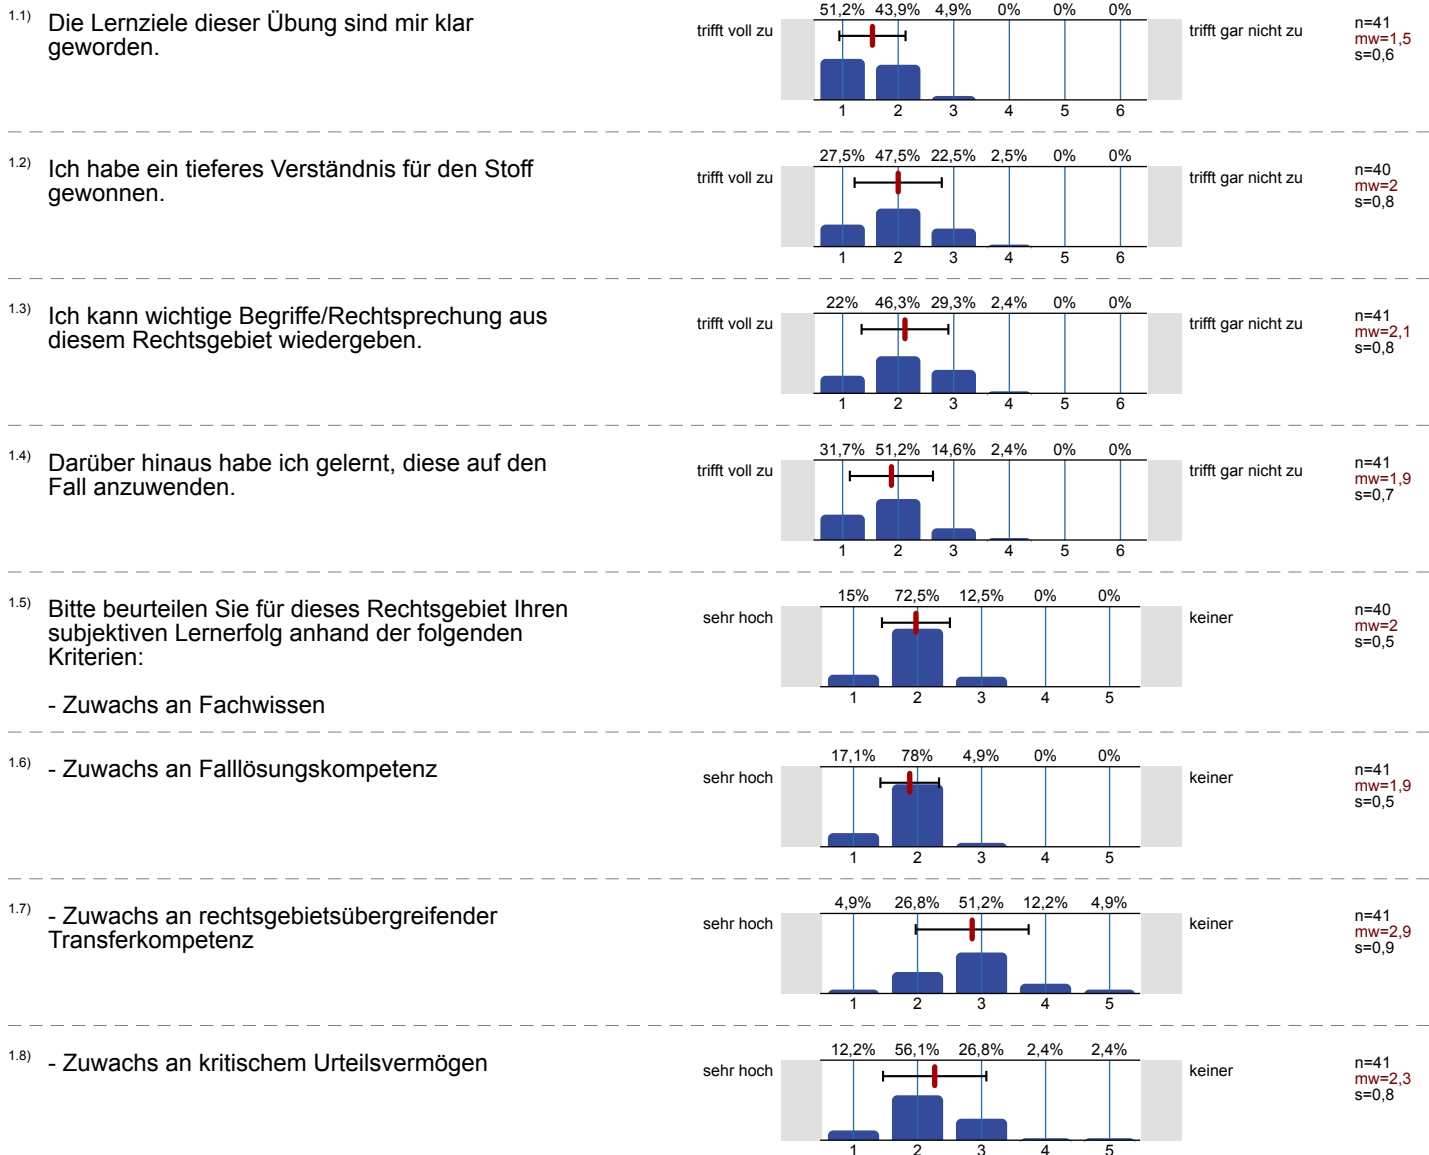 1.1) Die Lernziele dieser Übung sind mir klar
geworden.
51,2% 43,9% 4,9% 0% 0% 0%
trifft voll zu
trifft gar nicht zu
1 2 3 4 5 6
n=41
mw=1,5
s=0,6
1.2) Ich habe ein tieferes Verständnis für den Stoff
gewonnen.
27,5% 47,5% 22,5% 2,5% 0% 0%
trifft voll zu
trifft gar nicht zu
1 2 3 4 5 6
n=40
mw=2
s=0,8
1.3) Ich kann wichtige Begriffe/Rechtsprechung aus
diesem Rechtsgebiet wiedergeben.
22% 46,3% 29,3% 2,4% 0% 0%
trifft voll zu
trifft gar nicht zu
1 2 3 4 5 6
n=41
mw=2,1
s=0,8
1.4) Darüber hinaus habe ich gelernt, diese auf den
Fall anzuwenden.
31,7% 51,2% 14,6% 2,4% 0% 0%
trifft voll zu
trifft gar nicht zu
1 2 3 4 5 6
n=41
mw=1,9
s=0,7
1.5) Bitte beurteilen Sie für dieses Rechtsgebiet Ihren
subjektiven Lernerfolg anhand der folgenden
Kriterien:
- Zuwachs an Fachwissen
15% 72,5% 12,5% 0% 0%
sehr hoch
keiner
1 2 3 4 5
n=40
mw=2
s=0,5
1.6) - Zuwachs an Falllösungskompetenz
17,1% 78% 4,9% 0% 0%
sehr hoch
keiner
1 2 3 4 5
n=41
mw=1,9
s=0,5
1.7) - Zuwachs an rechtsgebietsübergreifender
Transferkompetenz
4,9% 26,8% 51,2% 12,2% 4,9%
sehr hoch
keiner
1 2 3 4 5
n=41
mw=2,9
s=0,9
1.8) - Zuwachs an kritischem Urteilsvermögen
12,2% 56,1% 26,8% 2,4% 2,4%
sehr hoch
keiner
1 2 3 4 5
n=41
mw=2,3
s=0,8